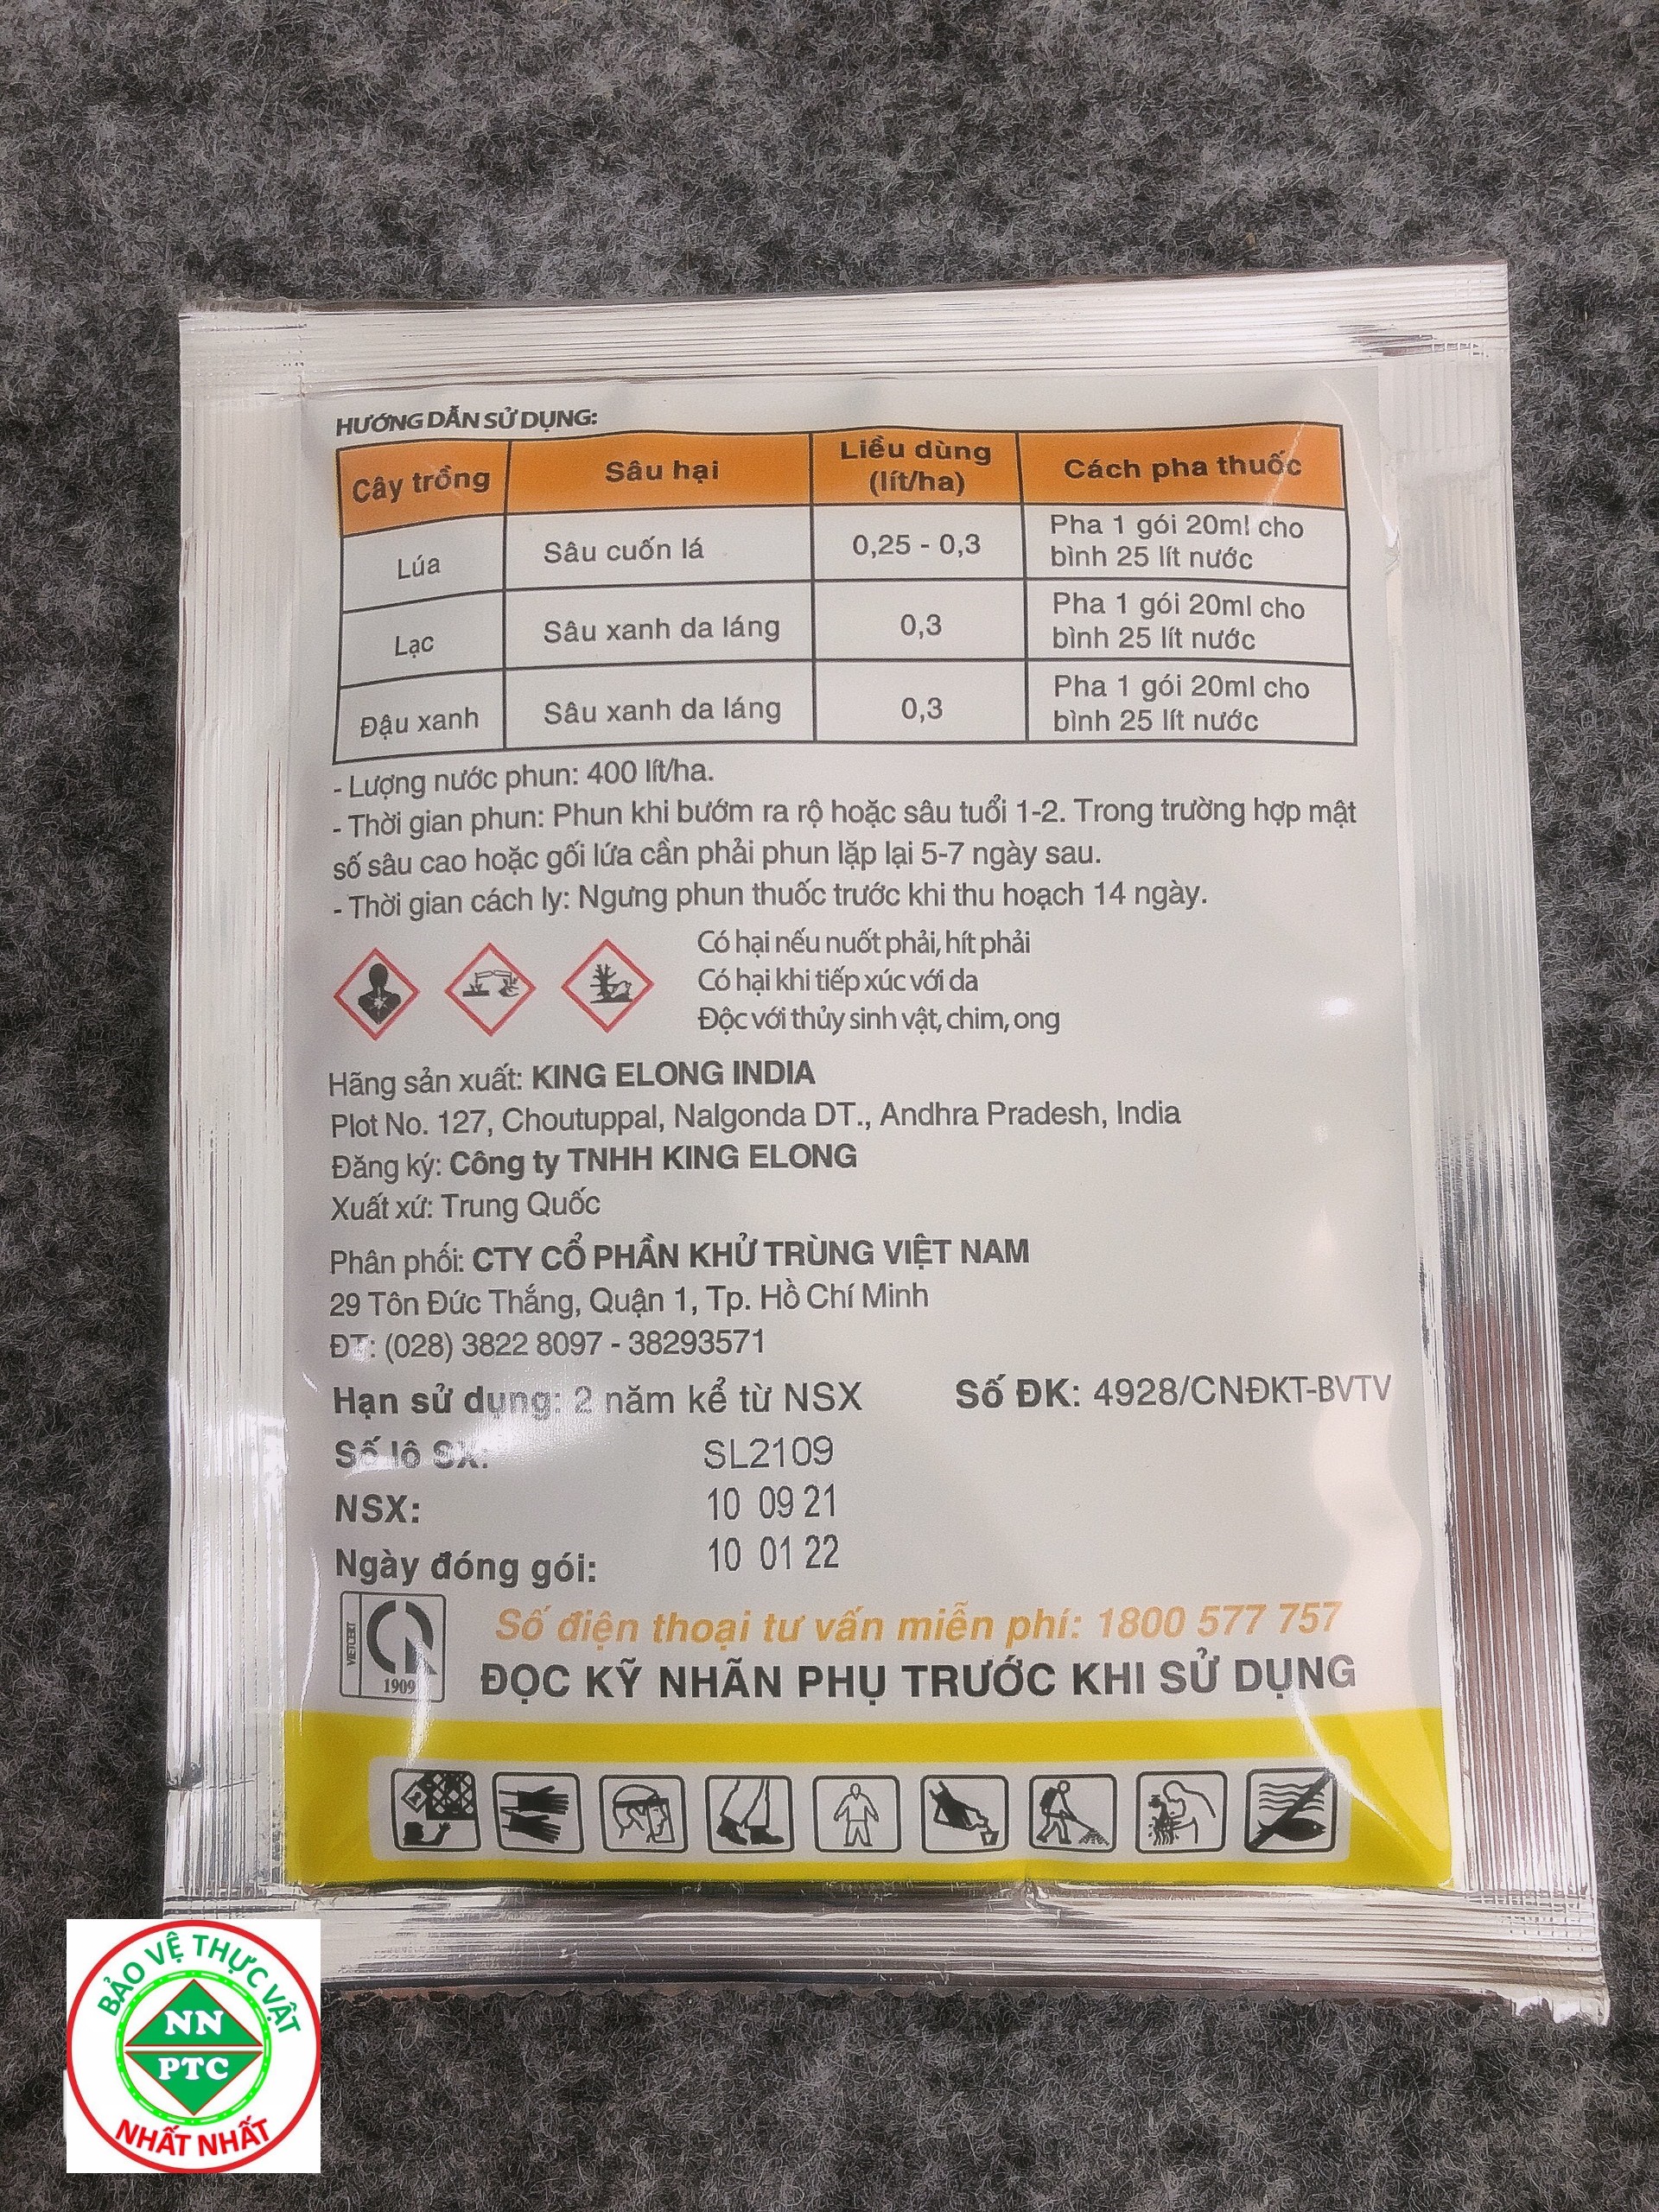 HƯỚNG DẪN SỬ DỤNG:
Cây trồng Sâu hại Liều dùng (lít/ha) Cách pha thuốc
Lúa Sâu cuốn lá 0,25 - 0,3 Pha 1 gói 20ml cho bình 25 lít nước
Lạc Sâu xanh da láng 0,3 Pha 1 gói 20ml cho bình 25 lít nước
Đậu xanh Sâu xanh da láng 0,3 Pha 1 gói 20ml cho bình 25 lít nước
- Lượng nước phun: 400 lít/ha.
- Thời gian phun: Phun khi bướm ra rộ hoặc sâu tuổi 1-2. Trong trường hợp mật
số sâu cao hoặc gối lứa cần phải phun lặp lại 5-7 ngày sau.
- Thời gian cách ly: Ngưng phun thuốc trước khi thu hoạch 14 ngày.
Có hại nếu nuốt phải, hít phải
Có hại khi tiếp xúc với da
Độc với thủy sinh vật, chim, ong
Hãng sản xuất: KING ELONG INDIA
Plot No. 127, Choutuppal, Nalgonda DT., Andhra Pradesh, India
Đăng ký: Công ty TNHH KING ELONG
Xuất xứ: Trung Quốc
Phân phối: CTY CỔ PHẦN KHỬ TRÙNG VIỆT NAM
29 Tôn Đức Thắng, Quận 1, Tp. Hồ Chí Minh
ĐT: (028) 3822 8097 - 38293571
Hạn sử dụng: 2 năm kể từ NSX Số ĐK: 4928/CNĐKT-BVTV
Số lô SX: SL2109
NSX: 10 09 21
Ngày đóng gói: 10 01 22
VIETCERT
1909
Số điện thoại tư vấn miễn phí: 1800 577 757
ĐỌC KỸ NHÃN PHỤ TRƯỚC KHI SỬ DỤNG
BẢO VỆ THỰC VẬT
NN
PTC
NHẤT NHẤT